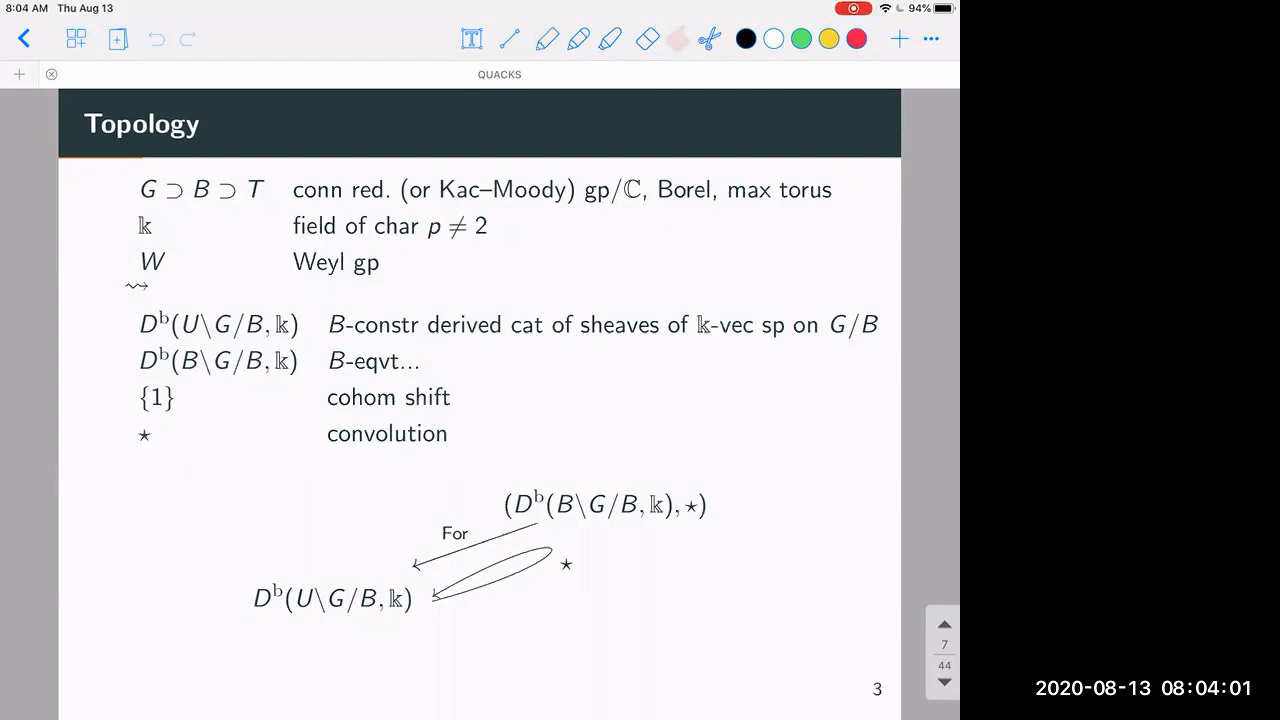 8:04 AM Thu Aug 13 94%
QUACKS
Topology
G ⊃ B ⊃ T conn red. (or Kac–Moody) gp/ℂ, Borel, max torus
𝕜 field of char p ≠ 2
W Weyl gp
⇝
Dᵇ(U\G/B, 𝕜) B-constr derived cat of sheaves of 𝕜-vec sp on G/B
Dᵇ(B\G/B, 𝕜) B-eqvt...
{1} cohom shift
⋆ convolution
(Dᵇ(B\G/B, 𝕜), ⋆)
For
⋆
Dᵇ(U\G/B, 𝕜)
7
44
3
2020-08-13 08:04:01